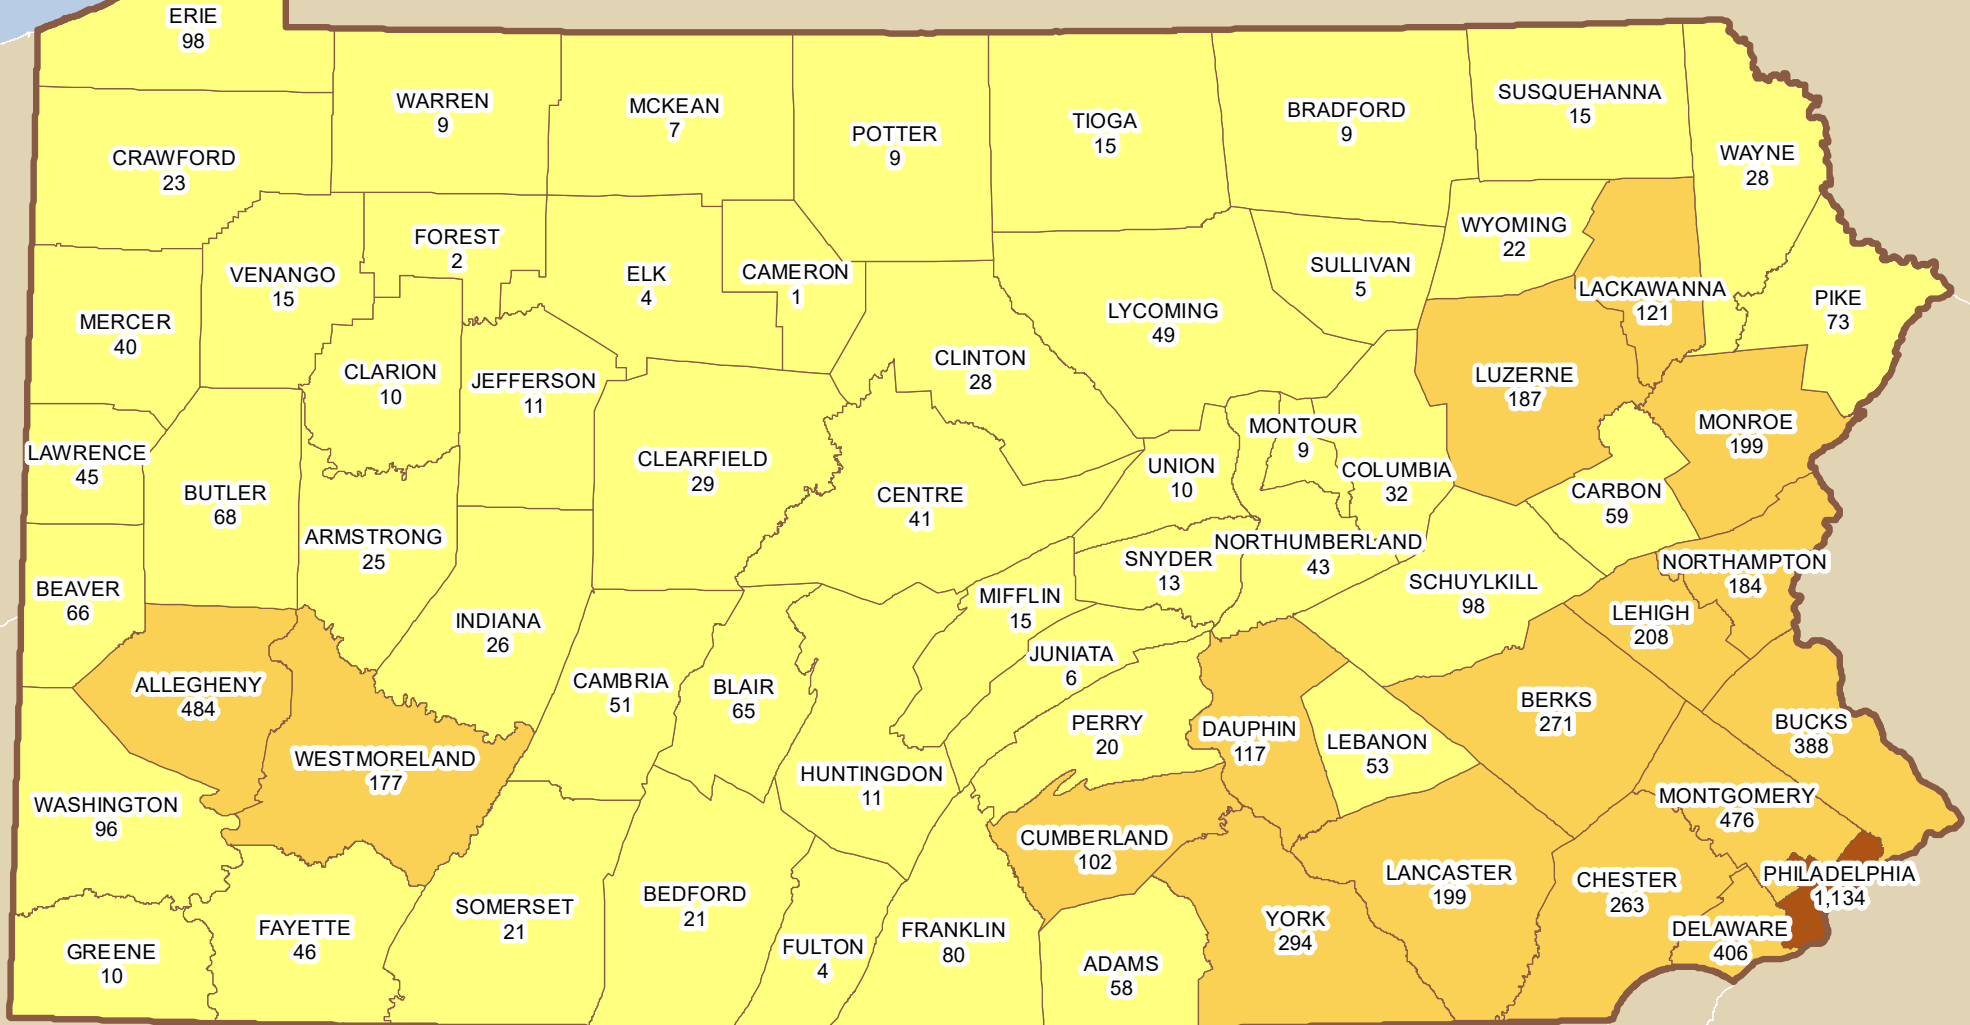 ERIE
98
WARREN
9
MCKEAN
7
POTTER
9
TIOGA
15
BRADFORD
9
SUSQUEHANNA
15
WAYNE
28
CRAWFORD
23
FOREST
2
VENANGO
15
ELK
4
CAMERON
1
SULLIVAN
5
WYOMING
22
LACKAWANNA
121
PIKE
73
MERCER
40
LYCOMING
49
CLINTON
28
CLARION
10
JEFFERSON
11
LUZERNE
187
MONROE
199
LAWRENCE
45
BUTLER
68
CLEARFIELD
29
CENTRE
41
UNION
10
MONTOUR
9
COLUMBIA
32
CARBON
59
ARMSTRONG
25
BEAVER
66
INDIANA
26
MIFFLIN
15
SNYDER
13
NORTHUMBERLAND
43
SCHUYLKILL
98
NORTHAMPTON
184
LEHIGH
208
ALLEGHENY
484
CAMBRIA
51
BLAIR
65
JUNIATA
6
PERRY
20
DAUPHIN
117
LEBANON
53
BERKS
271
BUCKS
388
WESTMORELAND
177
HUNTINGDON
11
WASHINGTON
96
CUMBERLAND
102
MONTGOMERY
476
LANCASTER
199
CHESTER
263
PHILADELPHIA
1,134
GREENE
10
FAYETTE
46
SOMERSET
21
BEDFORD
21
FULTON
4
FRANKLIN
80
ADAMS
58
YORK
294
DELAWARE
406